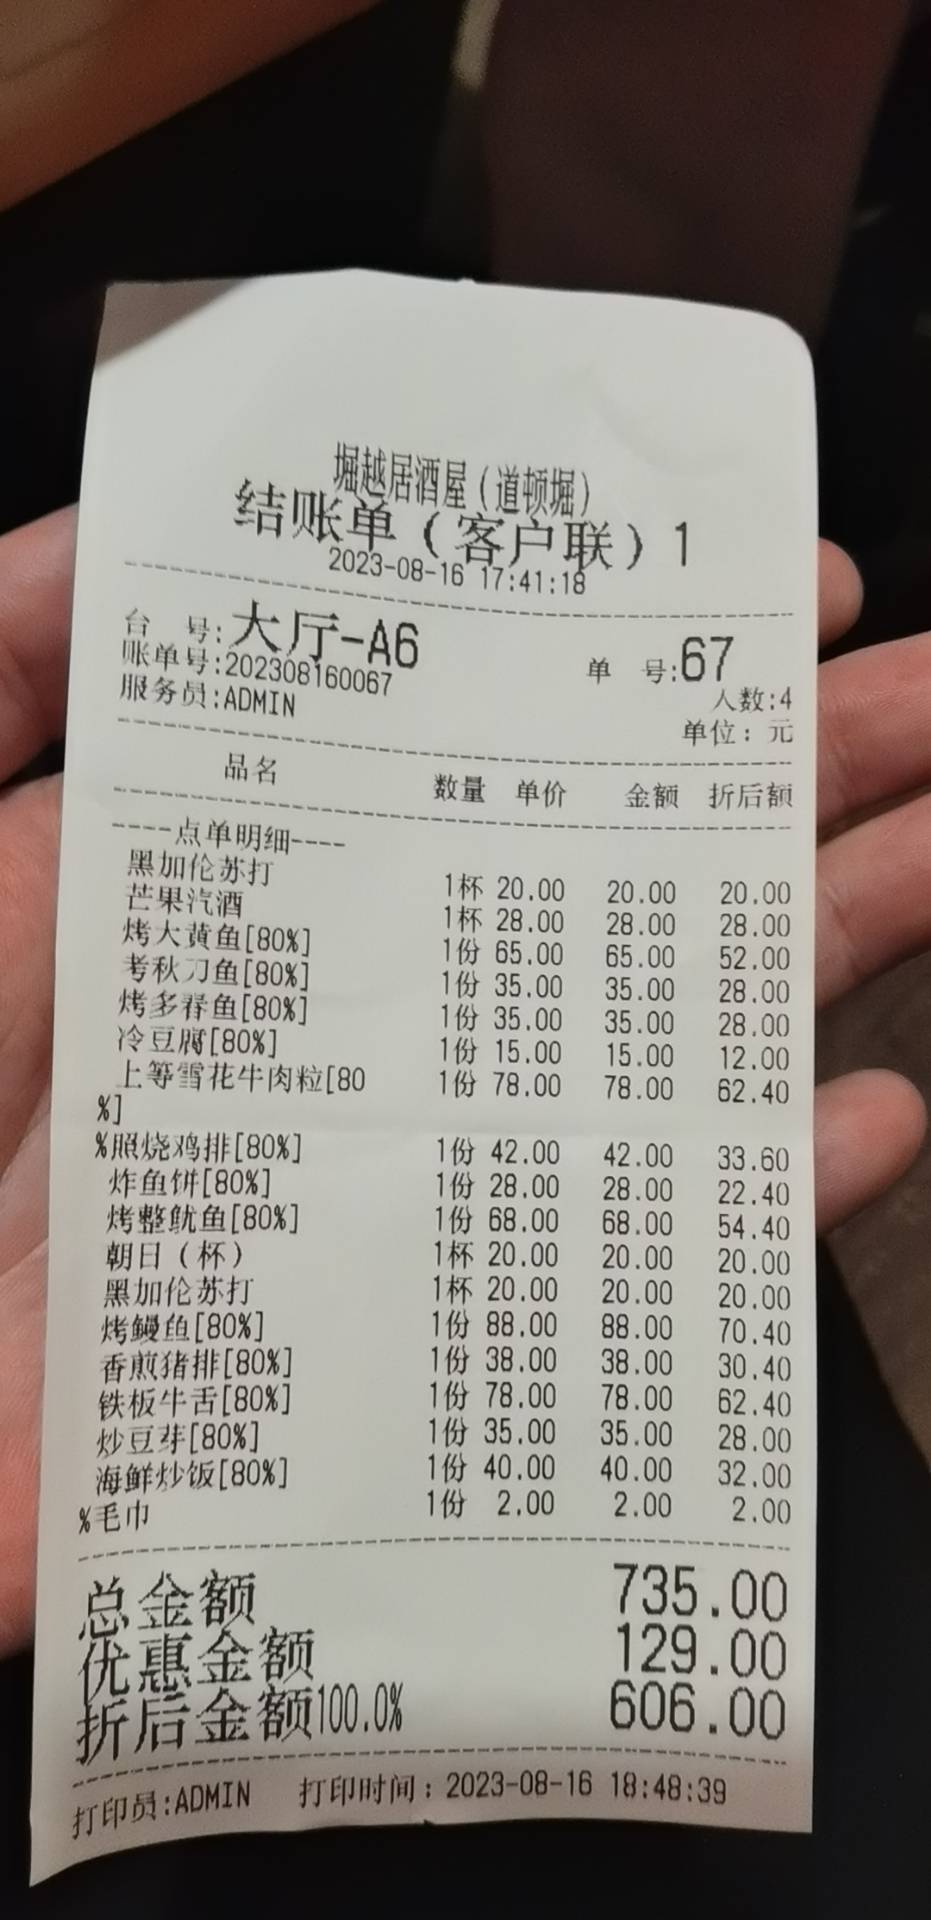 堀越居酒屋(道顿堀)
结账单(客户联)1
2023-08-16 17:41:18
台 号:大厅-A6 单 号:67
账单号:202308160067 人数:4
服务员:ADMIN 单位:元
品名 数量 单价 金额 折后额
----点单明细----
黑加伦苏打 1杯 20.00 20.00 20.00
芒果汽酒 1杯 28.00 28.00 28.00
烤大黄鱼[80%] 1份 65.00 65.00 52.00
考秋刀鱼[80%] 1份 35.00 35.00 28.00
烤多春鱼[80%] 1份 35.00 35.00 28.00
冷豆腐[80%] 1份 15.00 15.00 12.00
上等雪花牛肉粒[80 1份 78.00 78.00 62.40
%]
%照烧鸡排[80%] 1份 42.00 42.00 33.60
炸鱼饼[80%] 1份 28.00 28.00 22.40
烤整鱿鱼[80%] 1份 68.00 68.00 54.40
朝日(杯) 1杯 20.00 20.00 20.00
黑加伦苏打 1杯 20.00 20.00 20.00
烤鳗鱼[80%] 1份 88.00 88.00 70.40
香煎猪排[80%] 1份 38.00 38.00 30.40
铁板牛舌[80%] 1份 78.00 78.00 62.40
炒豆芽[80%] 1份 35.00 35.00 28.00
海鲜炒饭[80%] 1份 40.00 40.00 32.00
%毛巾 1份 2.00 2.00 2.00
总金额 735.00
优惠金额 129.00
折后金额100.0% 606.00
打印员:ADMIN 打印时间:2023-08-16 18:48:39